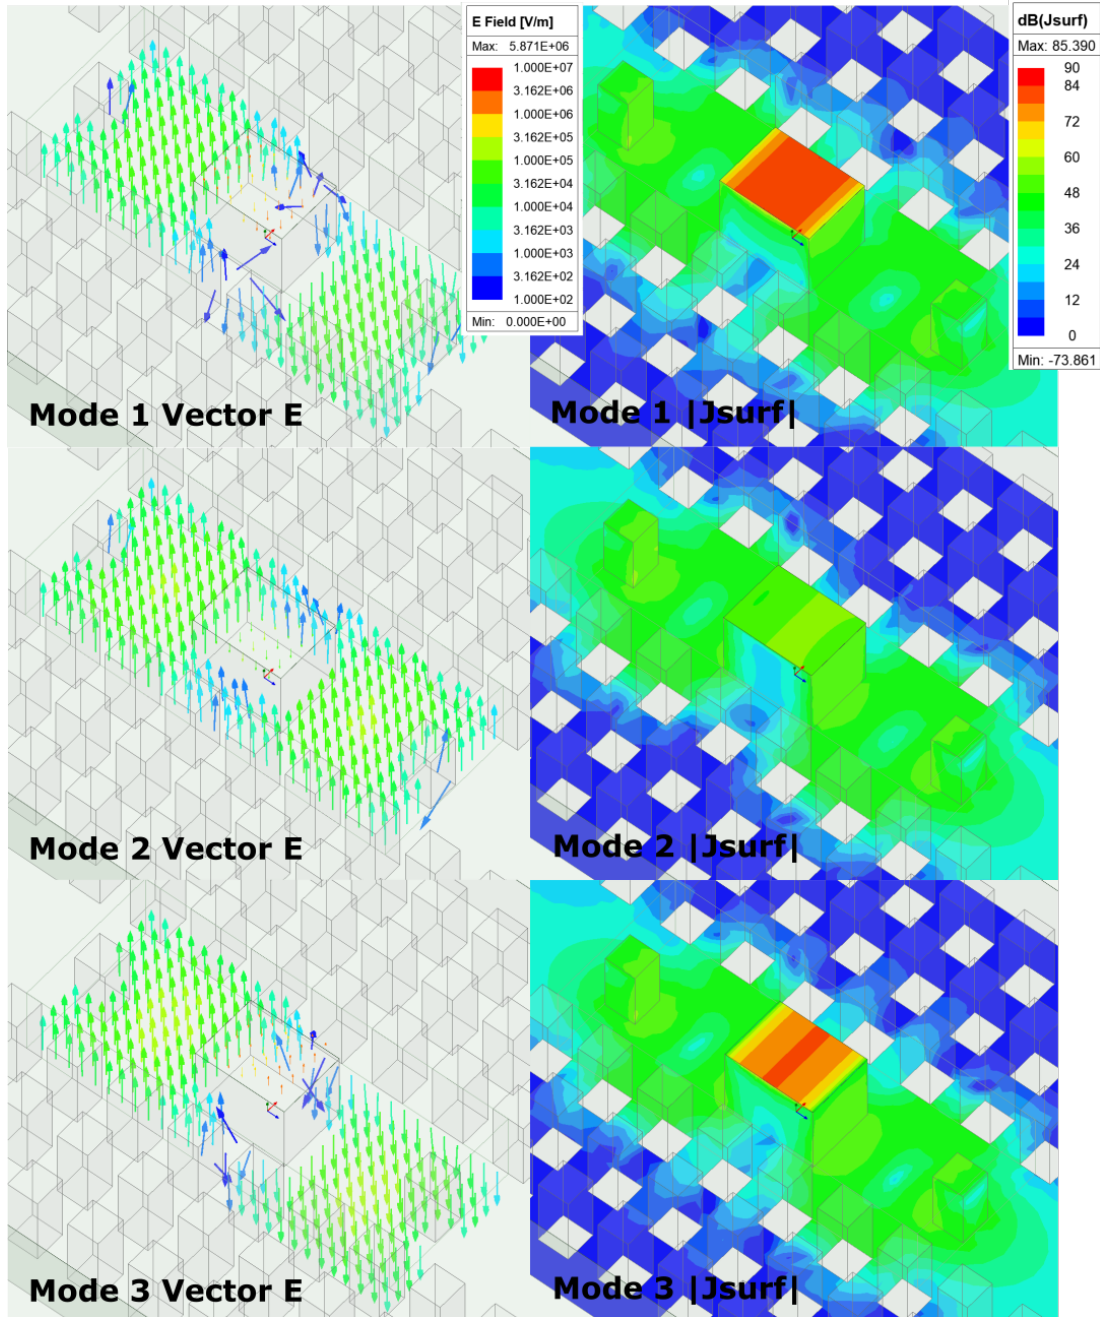 E Field [V/m]
Max: 5.871E+06
1.000E+07
3.162E+06
1.000E+06
3.162E+05
1.000E+05
3.162E+04
1.000E+04
3.162E+03
1.000E+03
3.162E+02
1.000E+02
Min: 0.000E+00
dB(Jsurf)
Max: 85.390
90
84
72
60
48
36
24
12
0
Min: -73.861
Mode 1 Vector E
Mode 1 |Jsurf|
Mode 2 Vector E
Mode 2 |Jsurf|
Mode 3 Vector E
Mode 3 |Jsurf|